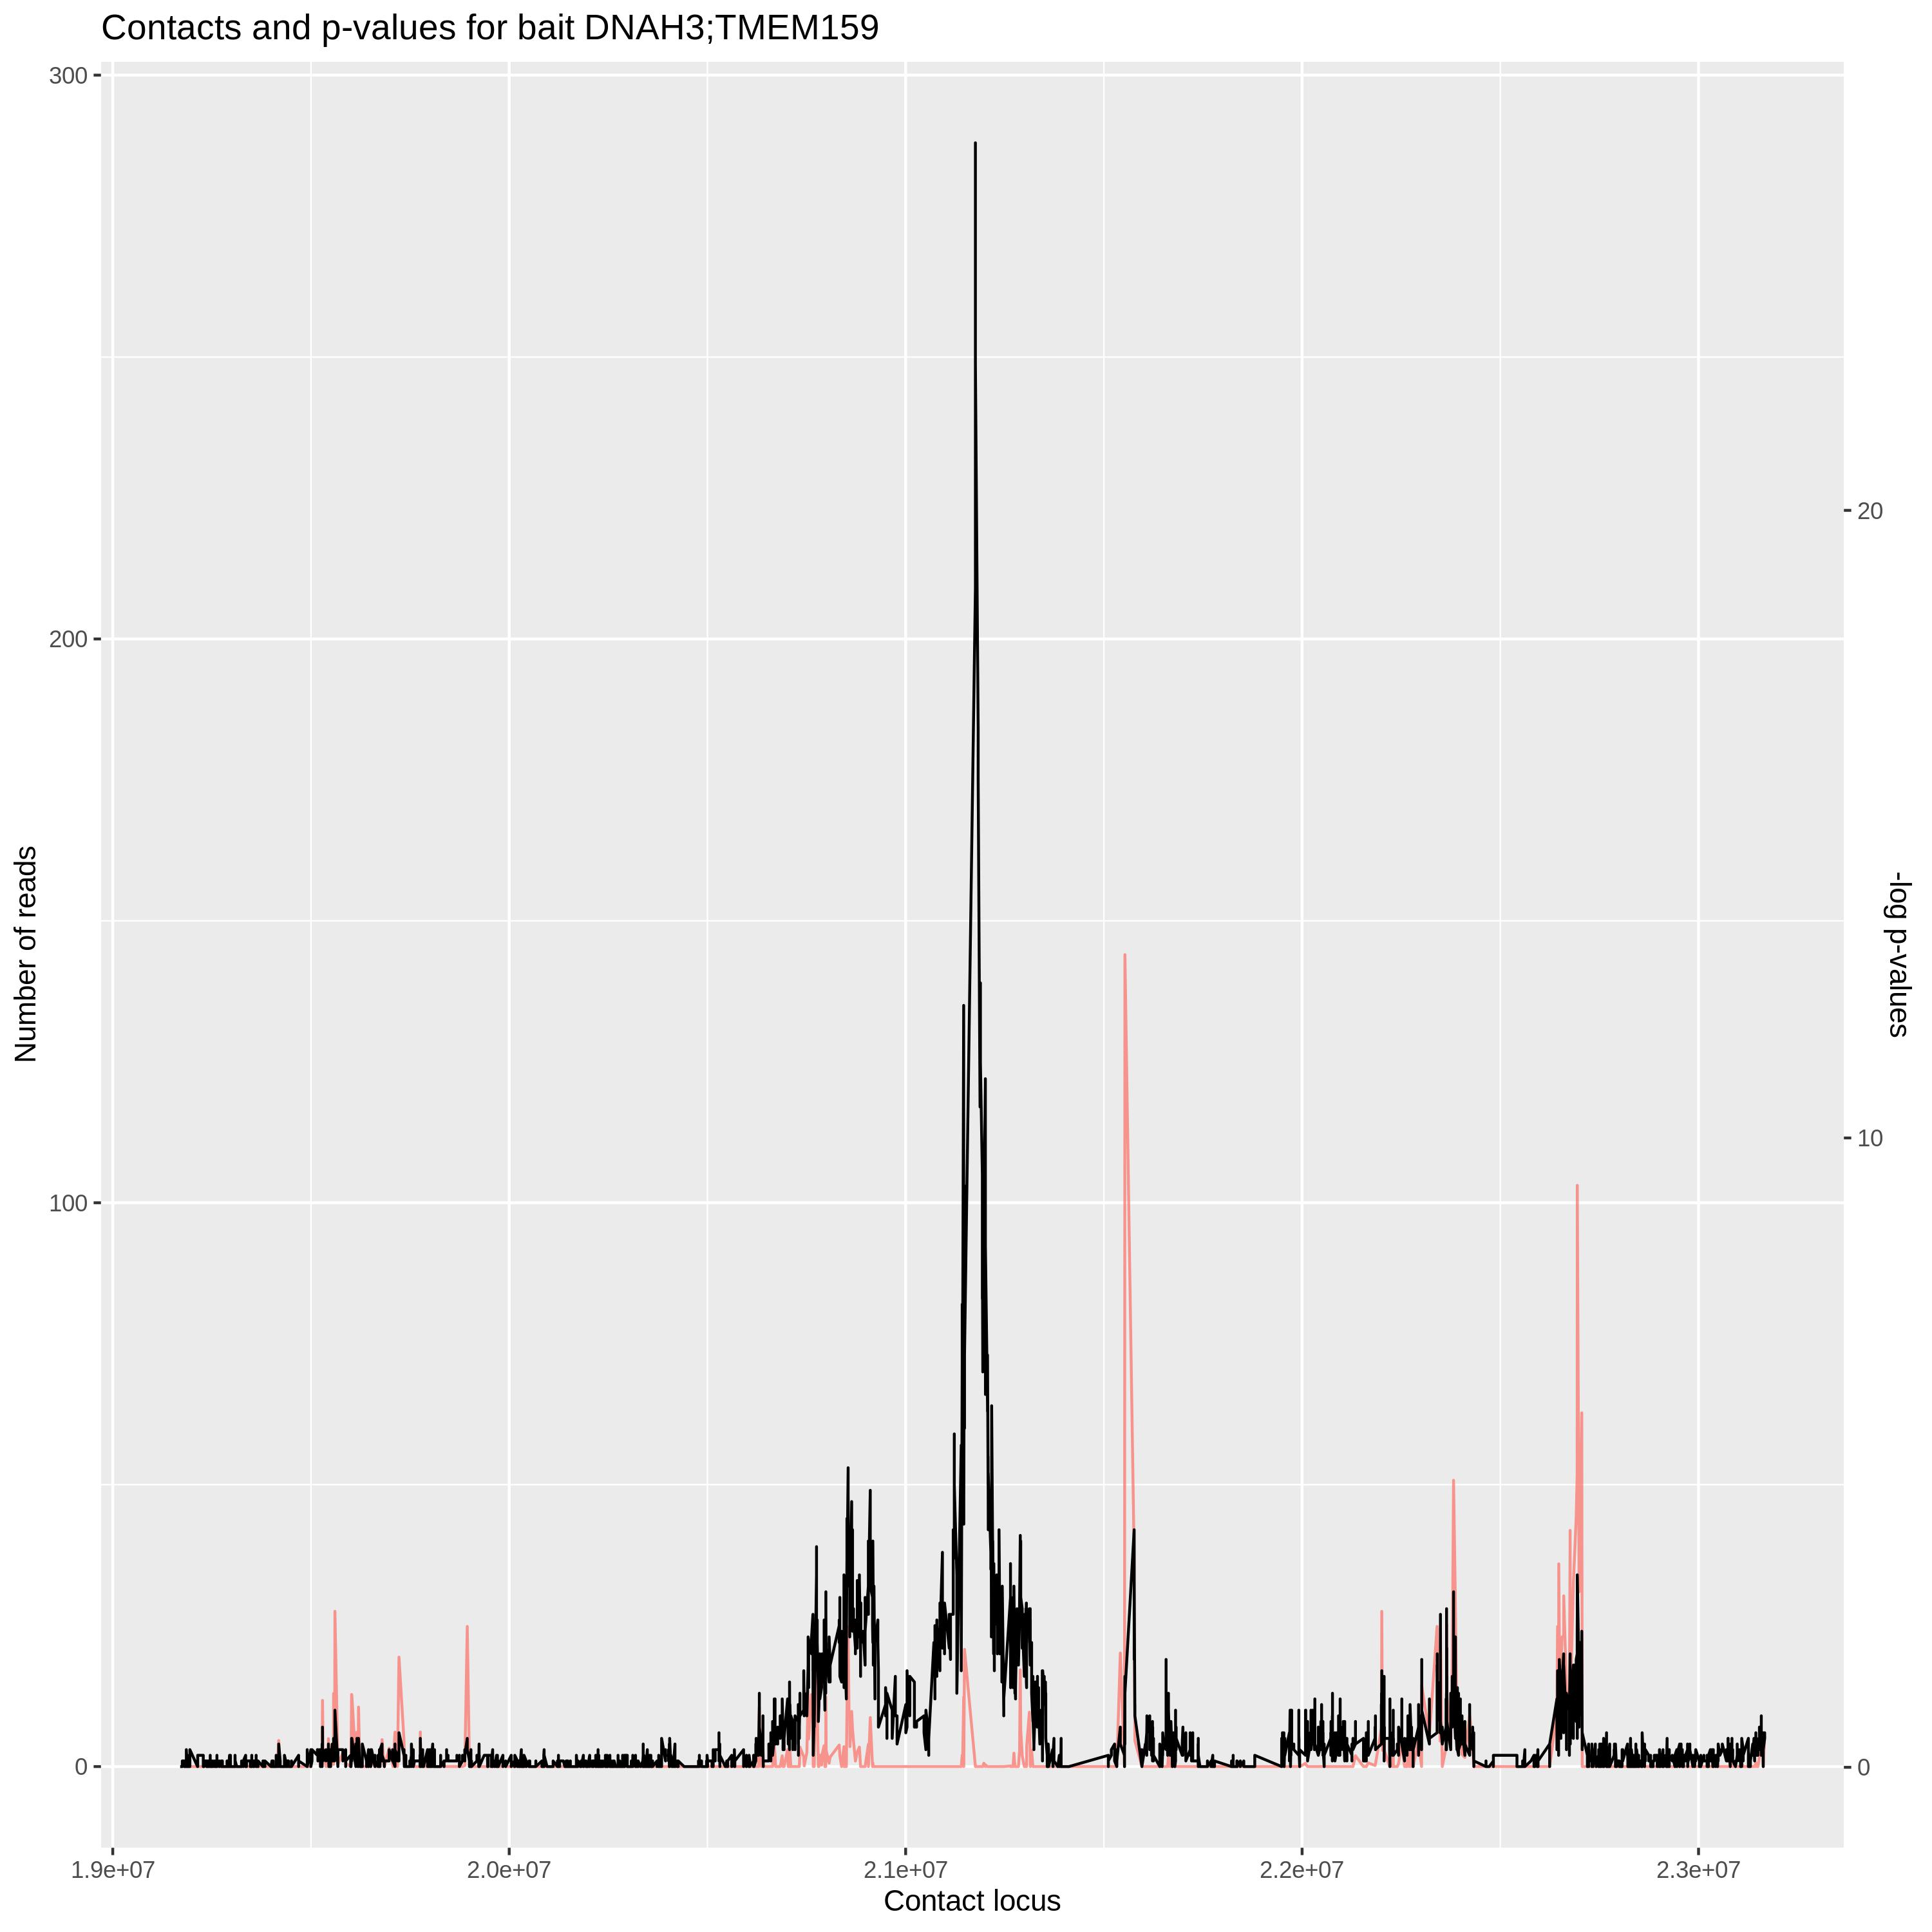 Contacts and p-values for bait DNAH3;TMEM159
300
200
100
0
Number of reads
20
10
0
-log p-values
1.9e+07
2.0e+07
2.1e+07
2.2e+07
2.3e+07
Contact locus